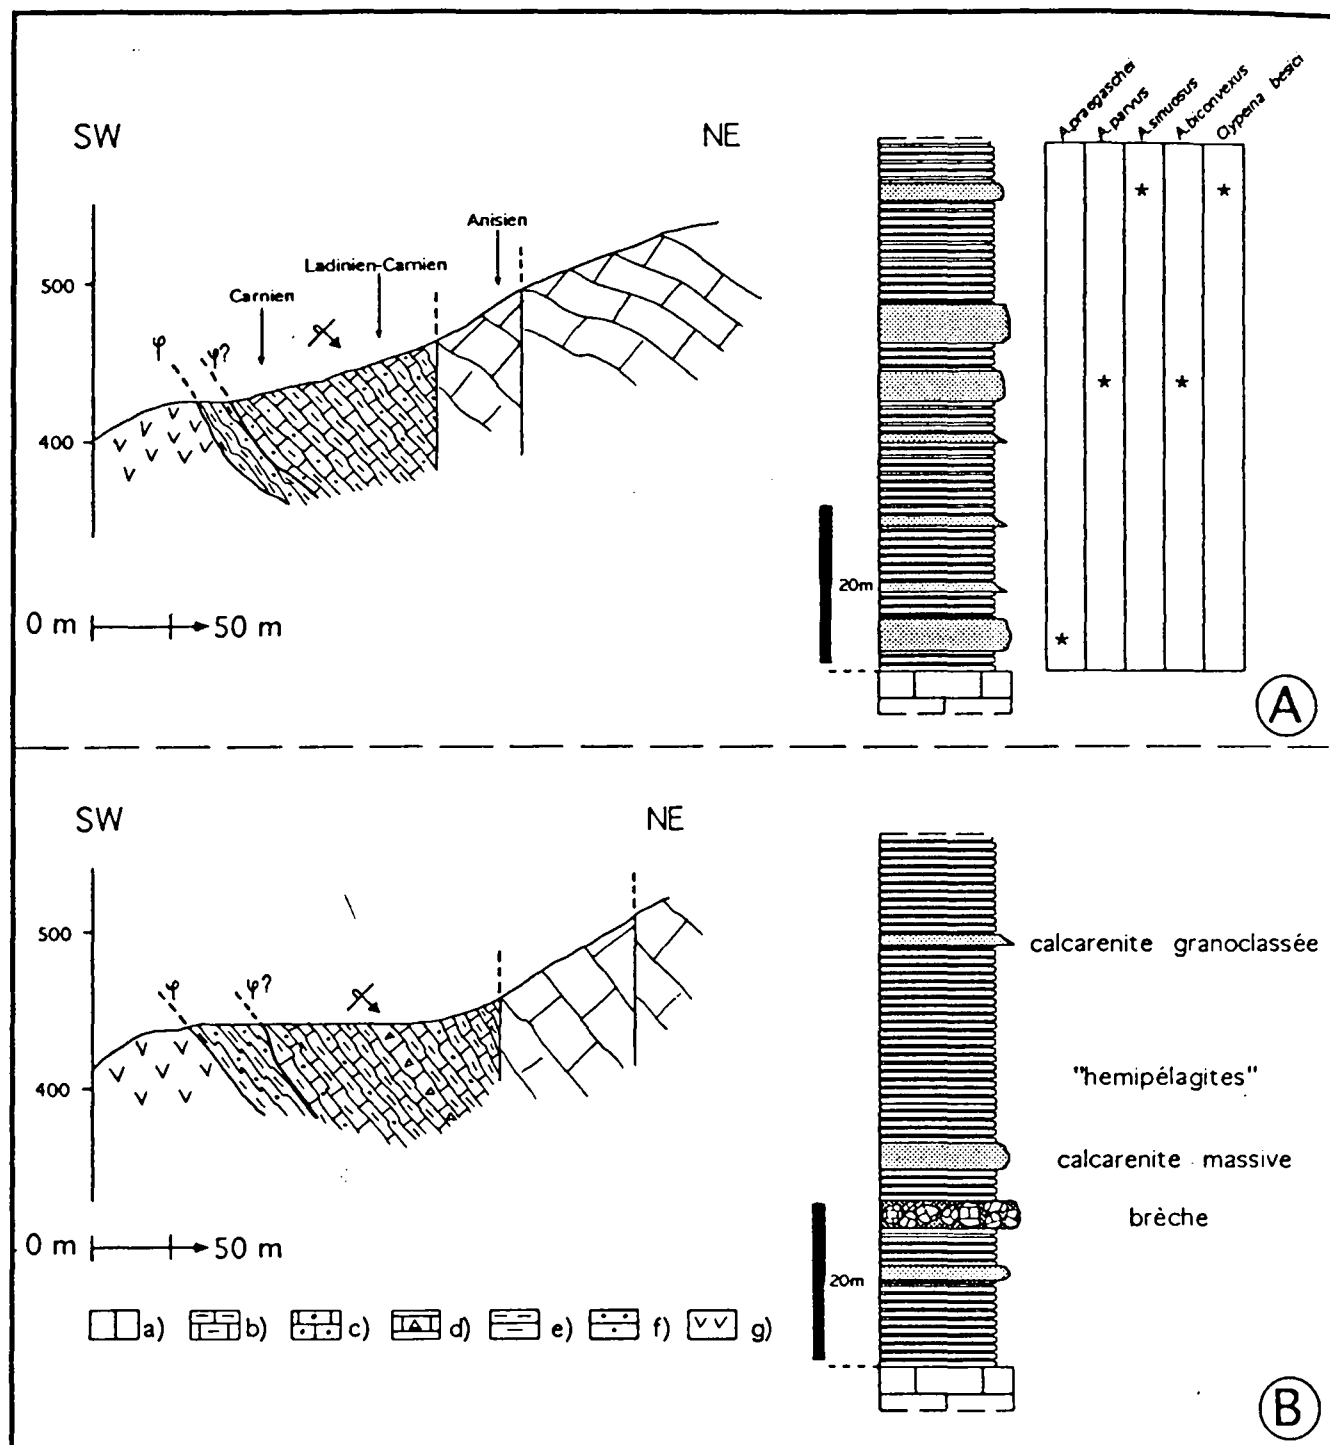 SW
NE
Anisien
Ladinien-Carnien
Carnien
φ
φ?
500
400
0 m
50 m
A.praegaschei
A.parvus
A.sinuosus
A.biconvexus
Clypeina besici
20m
A
SW
NE
φ
φ?
500
400
0 m
50 m
calcarenite granoclassée
"hemipélagites"
calcarenite massive
brèche
20m
a) b) c) d) e) f) v v g)
B